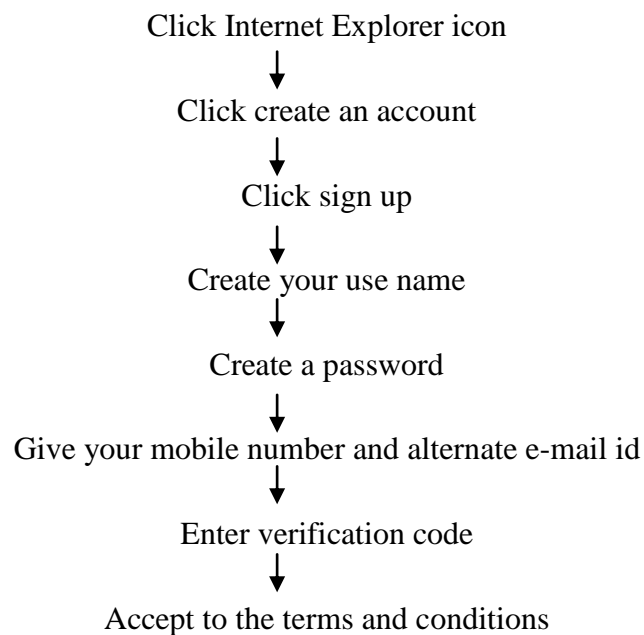 Click Internet Explorer icon
Click create an account
Click sign up
Create your use name
Create a password
Give your mobile number and alternate e-mail id
Enter verification code
Accept to the terms and conditions